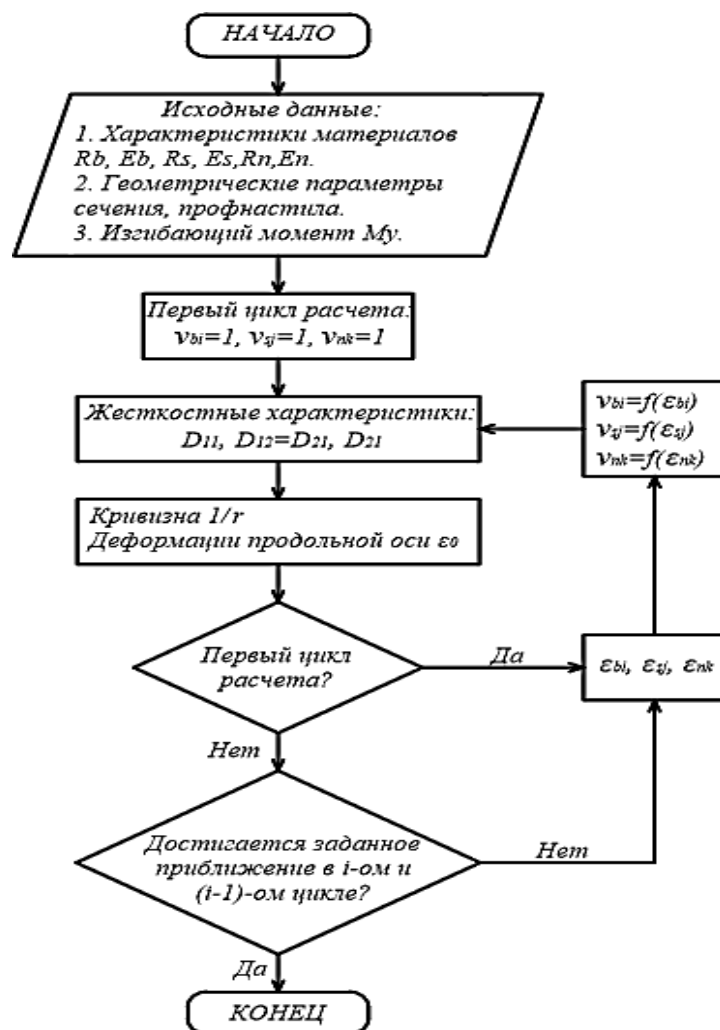 НАЧАЛО
Исходные данные:
1. Характеристики материалов
Rb, Eb, Rs, Es,Rn,En.
2. Геометрические параметры
сечения, профнастила.
3. Изгибающий момент Му.
Первый цикл расчета:
νbi=1, νsj=1, νnk=1
Жесткостные характеристики:
D11, D12=D21, D21
νbi=f(εbi)
νsj=f(εsj)
νnk=f(εnk)
Кривизна 1/r
Деформации продольной оси ε0
Первый цикл
расчета?
Да
εbi, εsj, εnk
Нет
Достигается заданное
приближение в i-ом и
(i-1)-ом цикле?
Нет
Да
КОНЕЦ